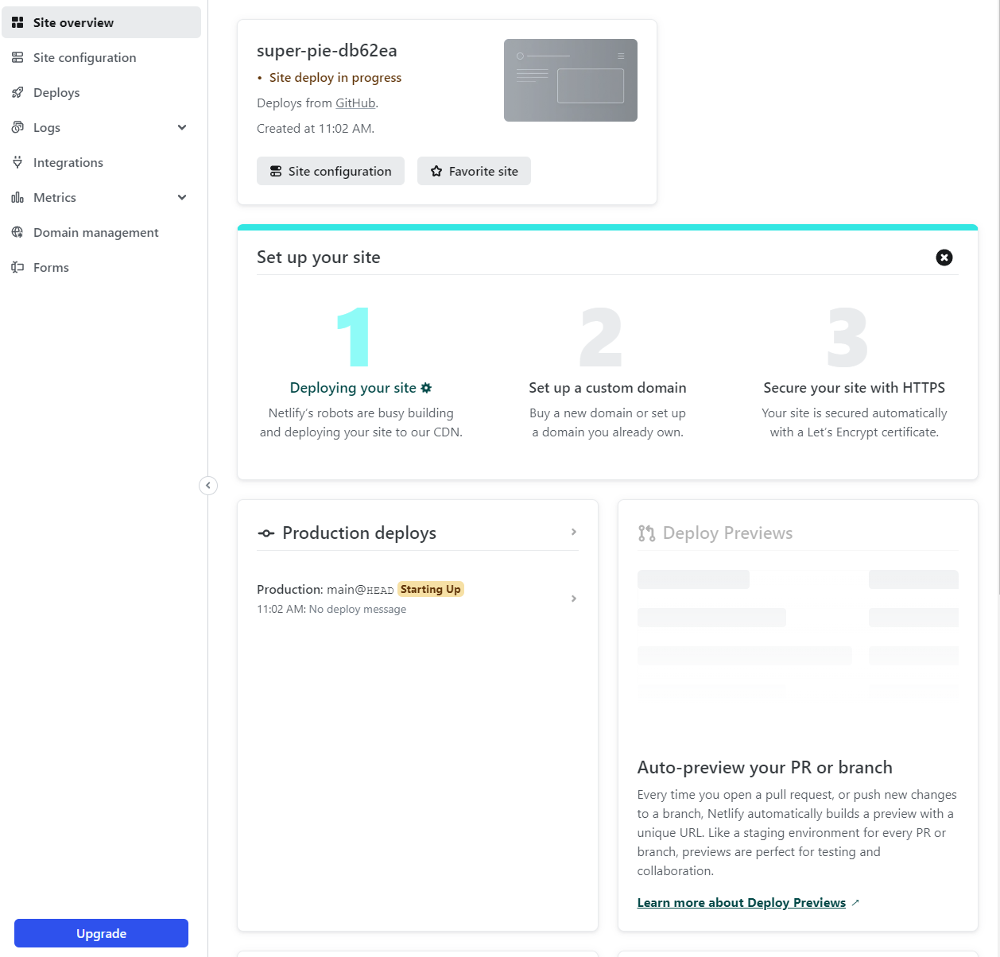 Site overview
Site configuration
Deploys
Logs
Integrations
Metrics
Domain management
Forms
Upgrade
super-pie-db62ea
• Site deploy in progress
Deploys from GitHub.
Created at 11:02 AM.
Site configuration
Favorite site
Set up your site
1
Deploying your site
Netlify’s robots are busy building
and deploying your site to our CDN.
2
Set up a custom domain
Buy a new domain or set up
a domain you already own.
3
Secure your site with HTTPS
Your site is secured automatically
with a Let’s Encrypt certificate.
Production deploys
Production: main@HEAD Starting Up
11:02 AM: No deploy message
Deploy Previews
Auto-preview your PR or branch
Every time you open a pull request, or push new changes
to a branch, Netlify automatically builds a preview with a
unique URL. Like a staging environment for every PR or
branch, previews are perfect for testing and
collaboration.
Learn more about Deploy Previews ↗